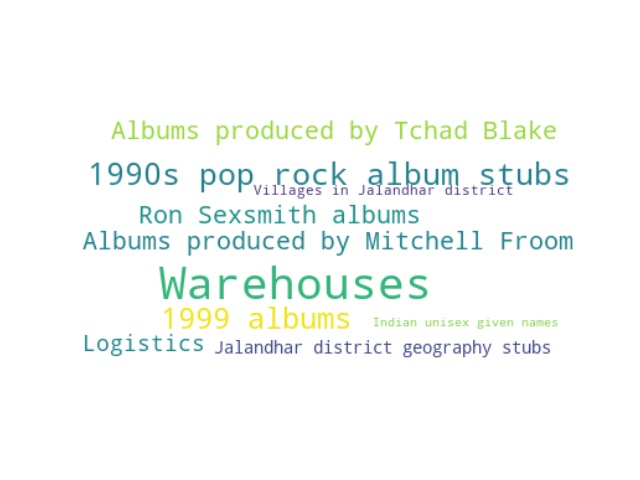 Albums produced by Tchad Blake
1990s pop rock album stubs
Villages in Jalandhar district
Ron Sexsmith albums
Albums produced by Mitchell Froom
Warehouses
1999 albums
Indian unisex given names
Logistics
Jalandhar district geography stubs